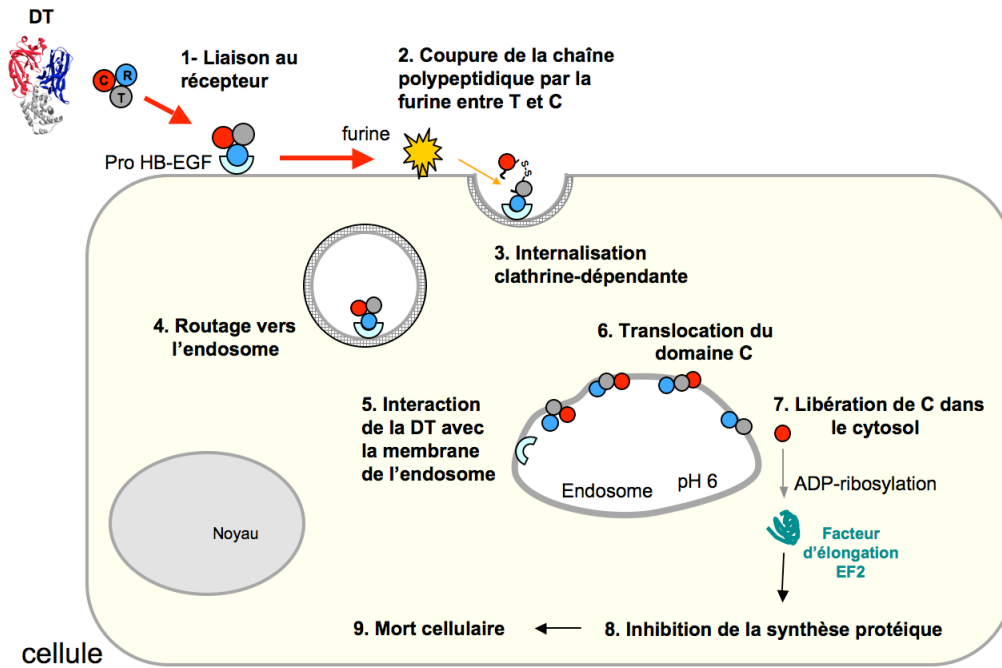 DT
C
R
T
1- Liaison au
récepteur
2. Coupure de la chaîne
polypeptidique par la
furine entre T et C
furine
Pro HB-EGF
S-S
3. Internalisation
clathrine-dépendante
4. Routage vers
l'endosome
6. Translocation du
domaine C
5. Interaction
de la DT avec
la membrane
de l'endosome
7. Libération de C dans
le cytosol
Endosome
pH 6
ADP-ribosylation
Noyau
Facteur
d'élongation
EF2
9. Mort cellulaire
8. Inhibition de la synthèse protéique
cellule